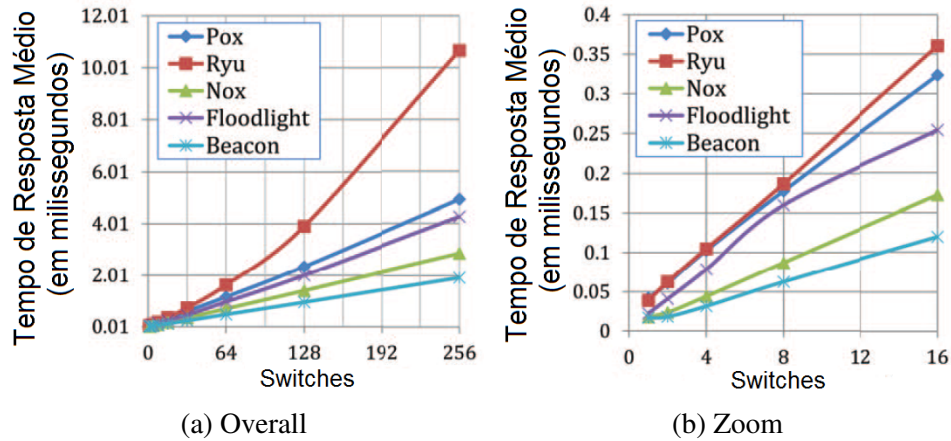 Tempo de Resposta Médio
(em milissegundos)
12.01
10.01
8.01
6.01
4.01
2.01
0.01
Pox
Ryu
Nox
Floodlight
Beacon
0 64 128 192 256
Switches
(a) Overall
Tempo de Resposta Médio
(em milissegundos)
0.4
0.35
0.3
0.25
0.2
0.15
0.1
0.05
0
Pox
Ryu
Nox
Floodlight
Beacon
0 4 8 12 16
Switches
(b) Zoom